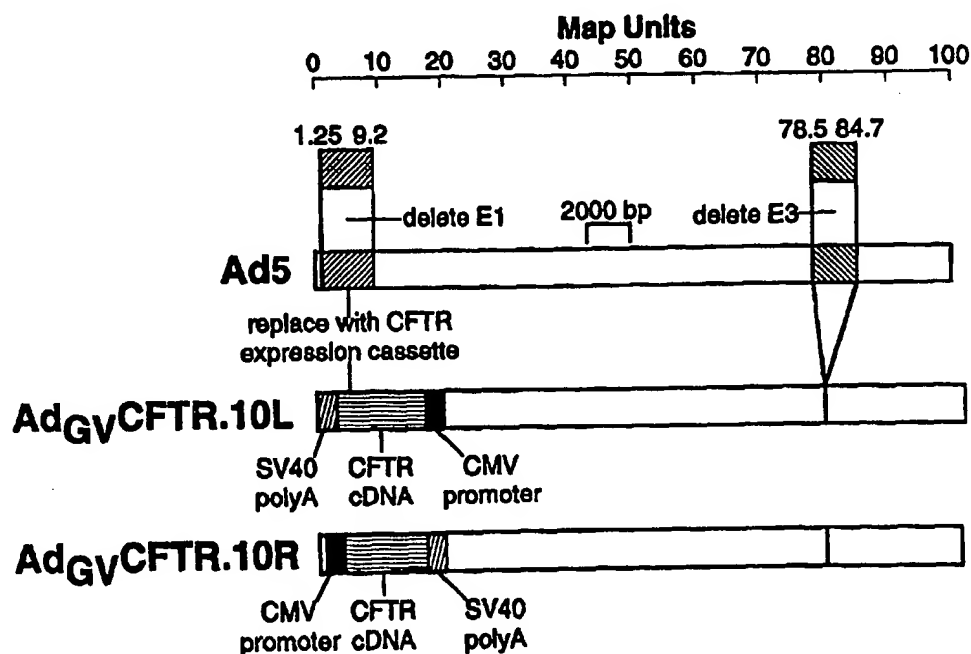 Map Units
0 10 20 30 40 50 60 70 80 90 100
1.25 9.2
78.5 84.7
delete E1
2000 bp
delete E3
Ad5
replace with CFTR
expression cassette
AdGVCFTR.10L
SV40
polyA
CFTR
cDNA
CMV
promoter
AdGVCFTR.10R
CMV
promoter
CFTR
cDNA
SV40
polyA